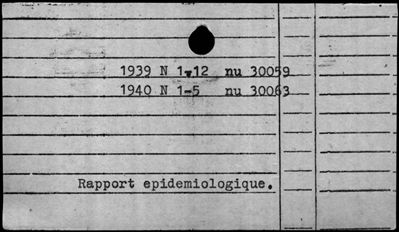 1939 N 1-12 nu 30059
1940 N 1-5 nu 30063
Rapport epidemiologique.